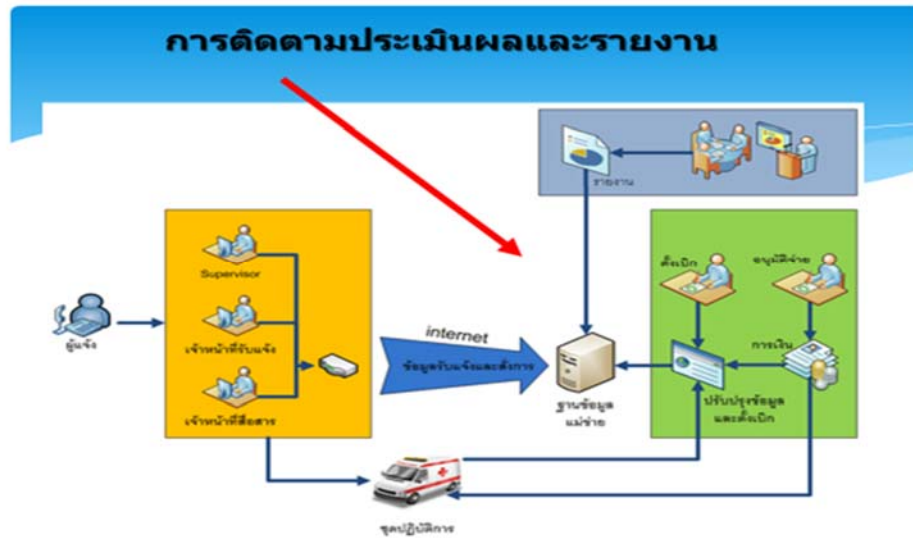 การติดตามประเมินผลและรายงาน
รายงาน
Supervisor
เจ้าหน้าที่รับแจ้ง
เจ้าหน้าที่สื่อสาร
ผู้แจ้ง
internet
ข้อมูลรับแจ้งและสั่งการ
ฐานข้อมูล
แม่ข่าย
ตั้งเบิก
อนุมัติจ่าย
การเงิน
ปรับปรุงข้อมูล
และตั้งเบิก
ชุดปฏิบัติการ